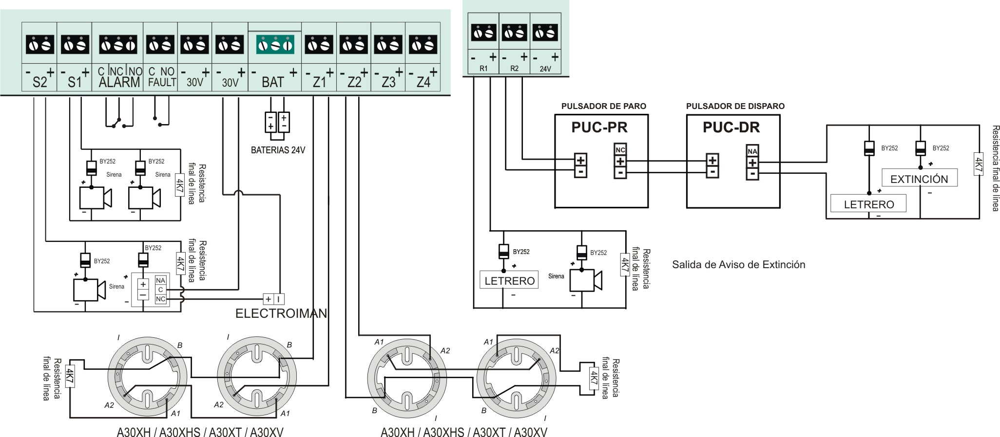 - + - + C NC NO C NO - + - + - + - + - + - + - +
S2 S1 ALARM FAULT 30V 30V BAT Z1 Z2 Z3 Z4
- + - + - +
R1 R2 24V
BATERIAS 24V
- + + -
BY252 BY252
Sirena Sirena
+ +
- -
4K7
Resistencia
final de línea
BY252 BY252
+ +
Sirena
- -
+
-
NA
C
NC
4K7
Resistencia
final de línea
+ I
ELECTROIMAN
PULSADOR DE PARO
PUC-PR
NC
+ +
- -
PULSADOR DE DISPARO
PUC-DR
NA
+ +
- -
BY252 BY252
+
EXTINCIÓN
-
+
LETRERO
-
4K7
Resistencia final de línea
BY252 BY252
+ +
LETRERO Sirena
- -
4K7
Resistencia
final de línea
Salida de Aviso de Extinción
I B I B
A2 A1 A2 A1
4K7
Resistencia
final de línea
A30XH / A30XHS / A30XT / A30XV
A1 A2 A1 A2
B I B I
4K7
Resistencia
final de línea
A30XH / A30XHS / A30XT / A30XV